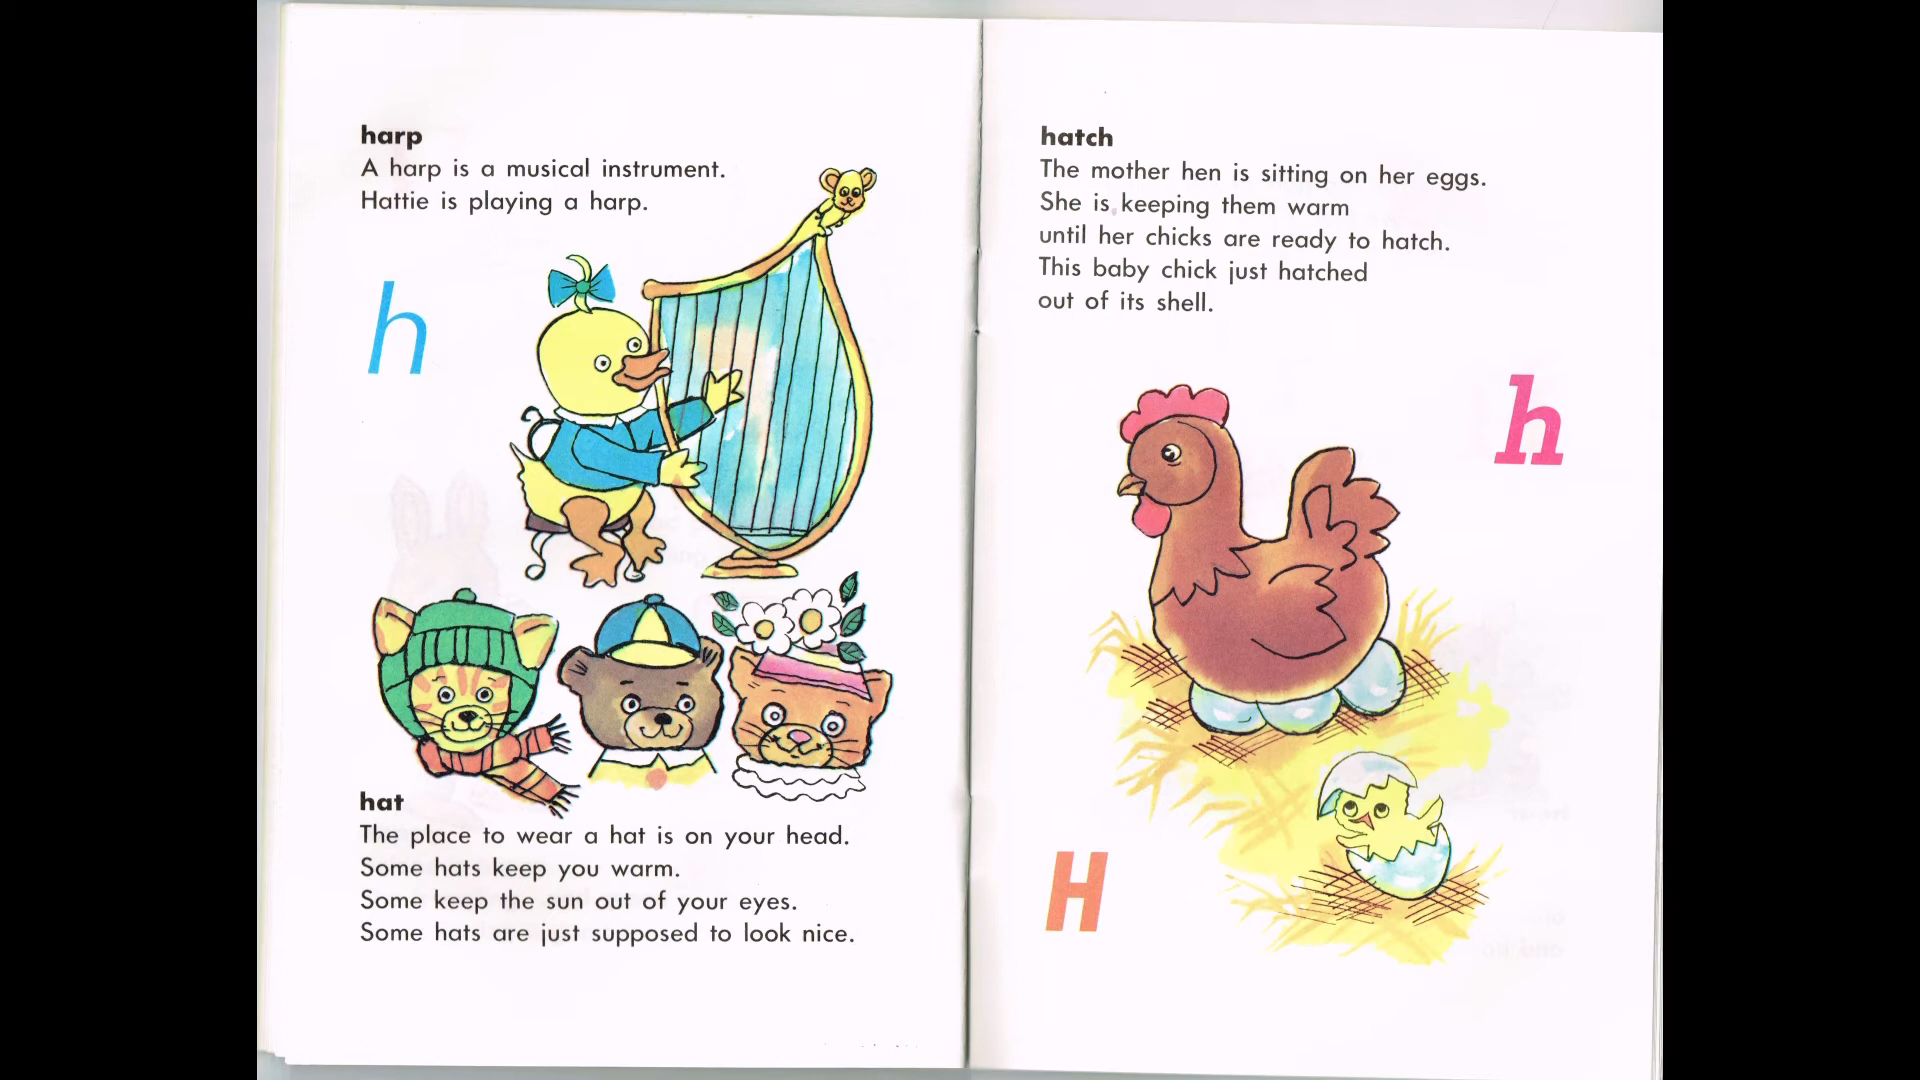 harp
A harp is a musical instrument.
Hattie is playing a harp.
h
hat
The place to wear a hat is on your head.
Some hats keep you warm.
Some keep the sun out of your eyes.
Some hats are just supposed to look nice.
hatch
The mother hen is sitting on her eggs.
She is keeping them warm
until her chicks are ready to hatch.
This baby chick just hatched
out of its shell.
h
H